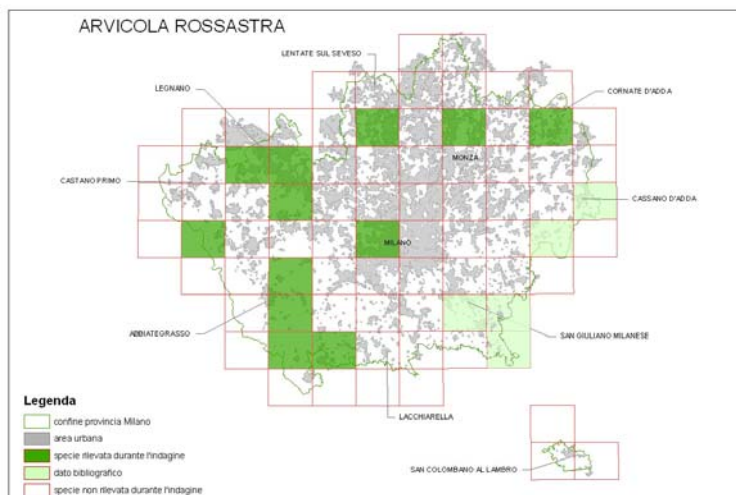 ARVICOLA ROSSASTRA
LENTATE SUL SEVESO
LEGNANO
CORNATE D'ADDA
MONZA
CASTANO PRIMO
CASSANO D'ADDA
MILANO
ABBIATEGRASSO
SAN GIULIANO MILANESE
LACCHIARELLA
SAN COLOMBANO AL LAMBRO
Legenda
confine provincia Milano
area urbana
specie rilevata durante l'indagine
dato bibliografico
specie non rilevata durante l'indagine